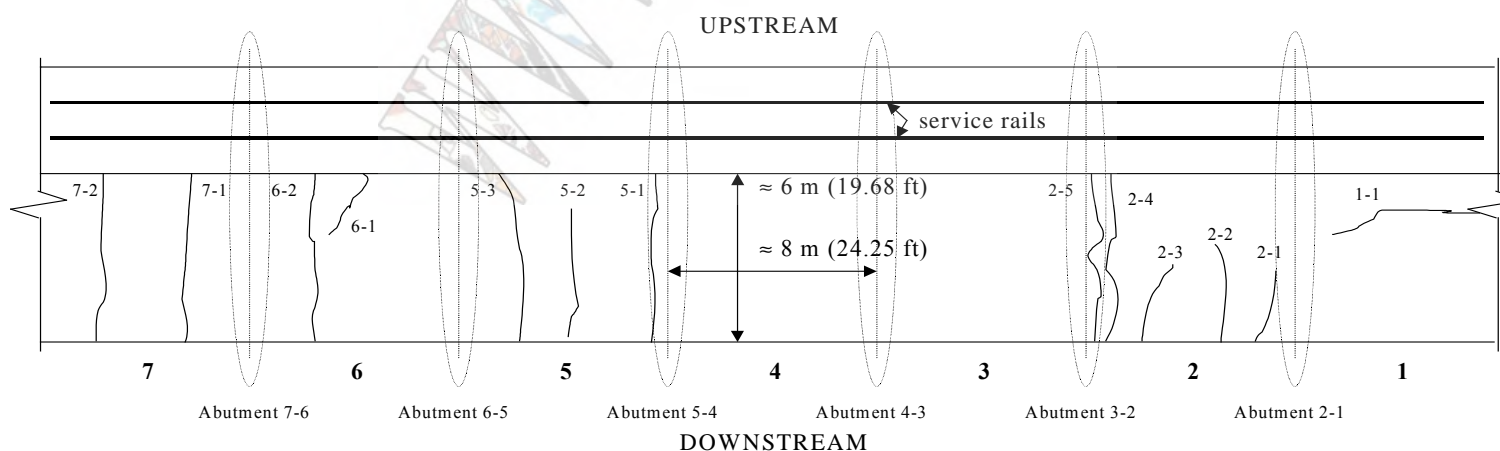 UPSTREAM
service rails
7-2
7-1
6-2
6-1
5-3
5-2
5-1
≈ 6 m (19.68 ft)
≈ 8 m (24.25 ft)
2-5
2-4
2-3
2-2
2-1
1-1
7 6 5 4 3 2 1
Abutment 7-6 Abutment 6-5 Abutment 5-4 Abutment 4-3 Abutment 3-2 Abutment 2-1
DOWNSTREAM